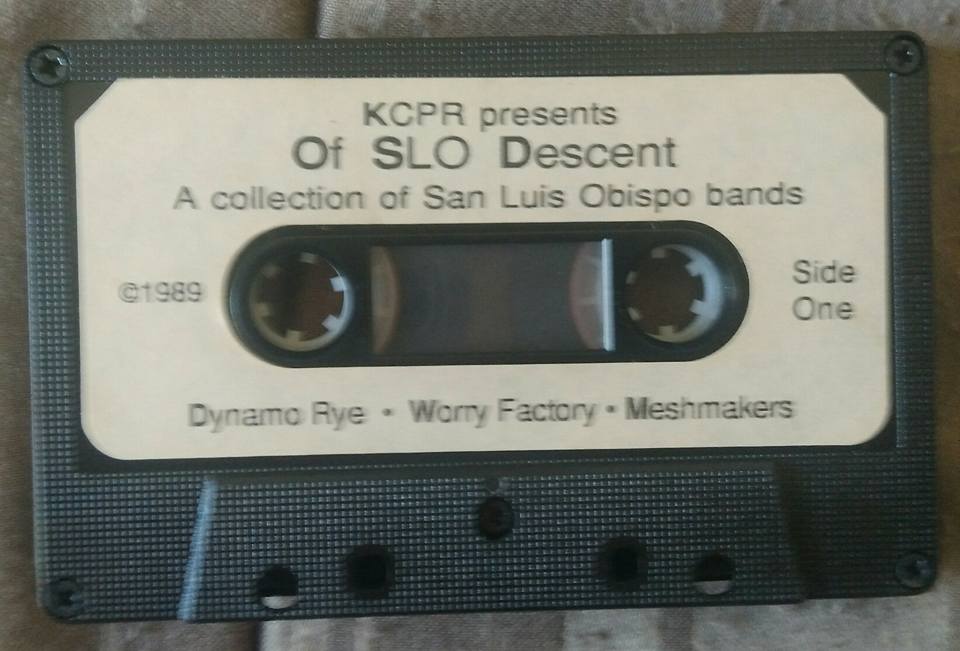 KCPR presents
Of SLO Descent
A collection of San Luis Obispo bands
©1989
Side
One
Dynamo Rye • Worry Factory • Meshmakers